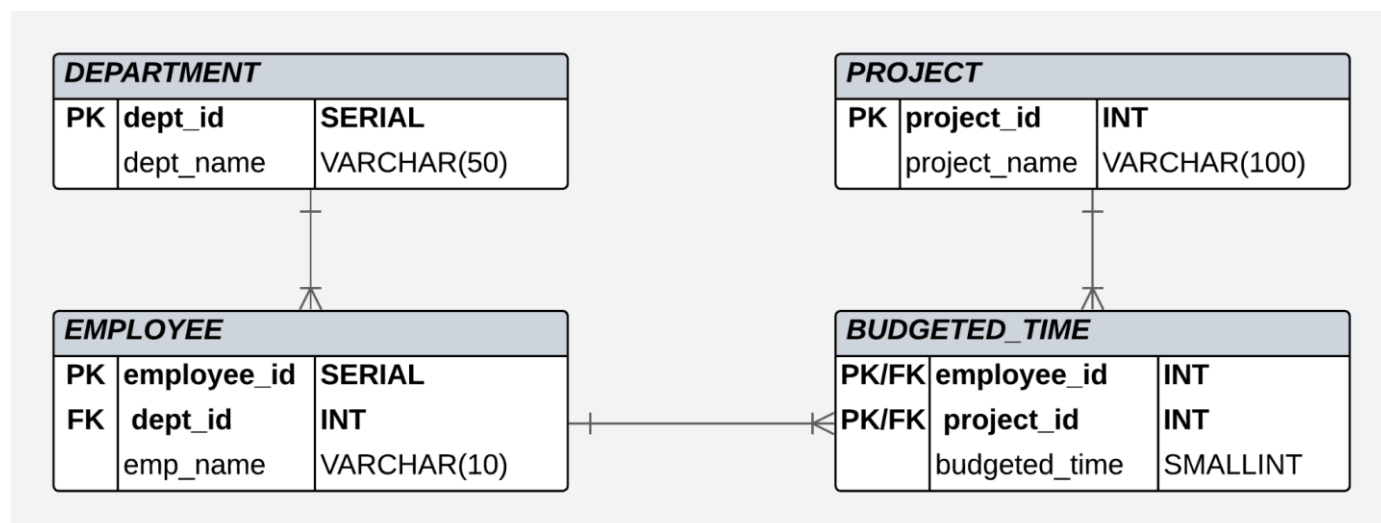 DEPARTMENT
PK dept_id SERIAL
dept_name VARCHAR(50)
PROJECT
PK project_id INT
project_name VARCHAR(100)
EMPLOYEE
PK employee_id SERIAL
FK dept_id INT
emp_name VARCHAR(10)
BUDGETED_TIME
PK/FK employee_id INT
PK/FK project_id INT
budgeted_time SMALLINT